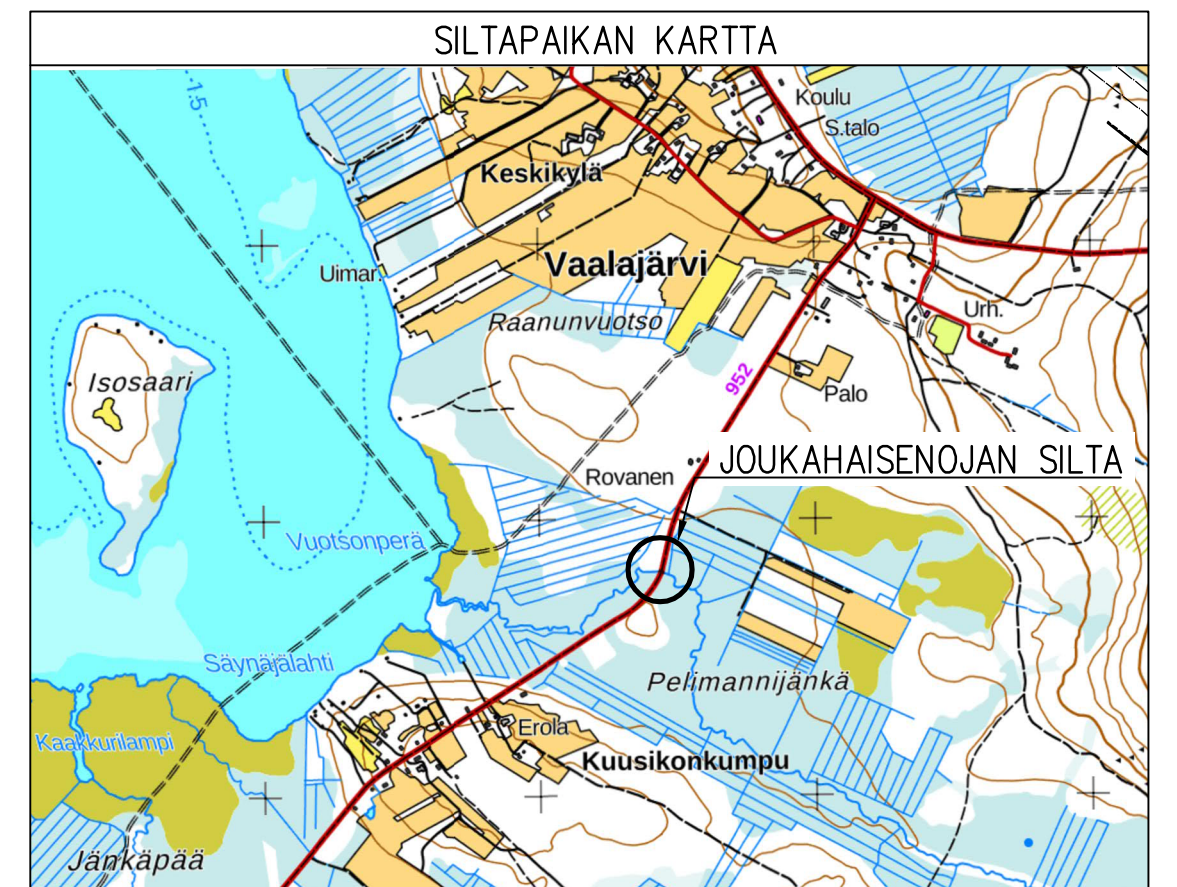 SILTAPAIKAN KARTTA
1.5
Koulu
S.talo
Keskikylä
Uimar.
Vaalajärvi
Urh.
Raanunvuotso
952
Isosaari
Palo
JOUKAHAISENOJAN SILTA
Rovanen
Vuotsonperä
Säynäjälahti
Pelimannijänkä
Erola
Kaakkurilampi
Kuusikonkumpu
Jänkäpää